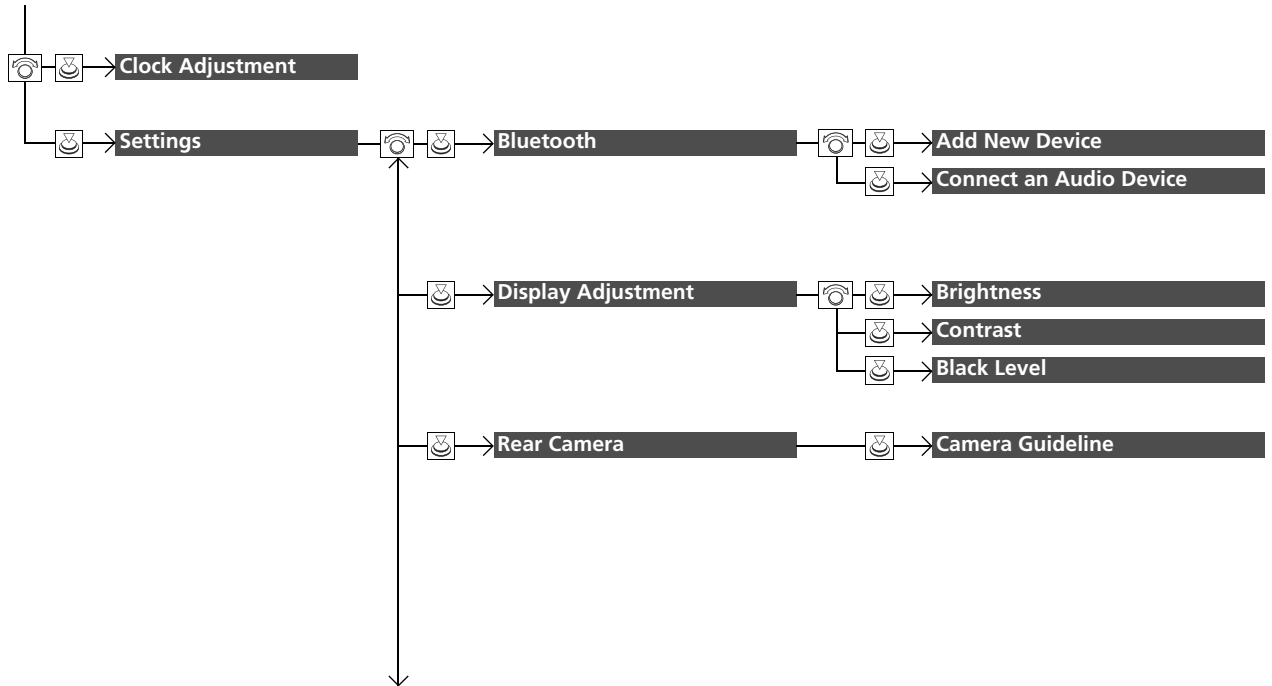 Clock Adjustment
Settings
Bluetooth
Add New Device
Connect an Audio Device
Display Adjustment
Brightness
Contrast
Black Level
Rear Camera
Camera Guideline